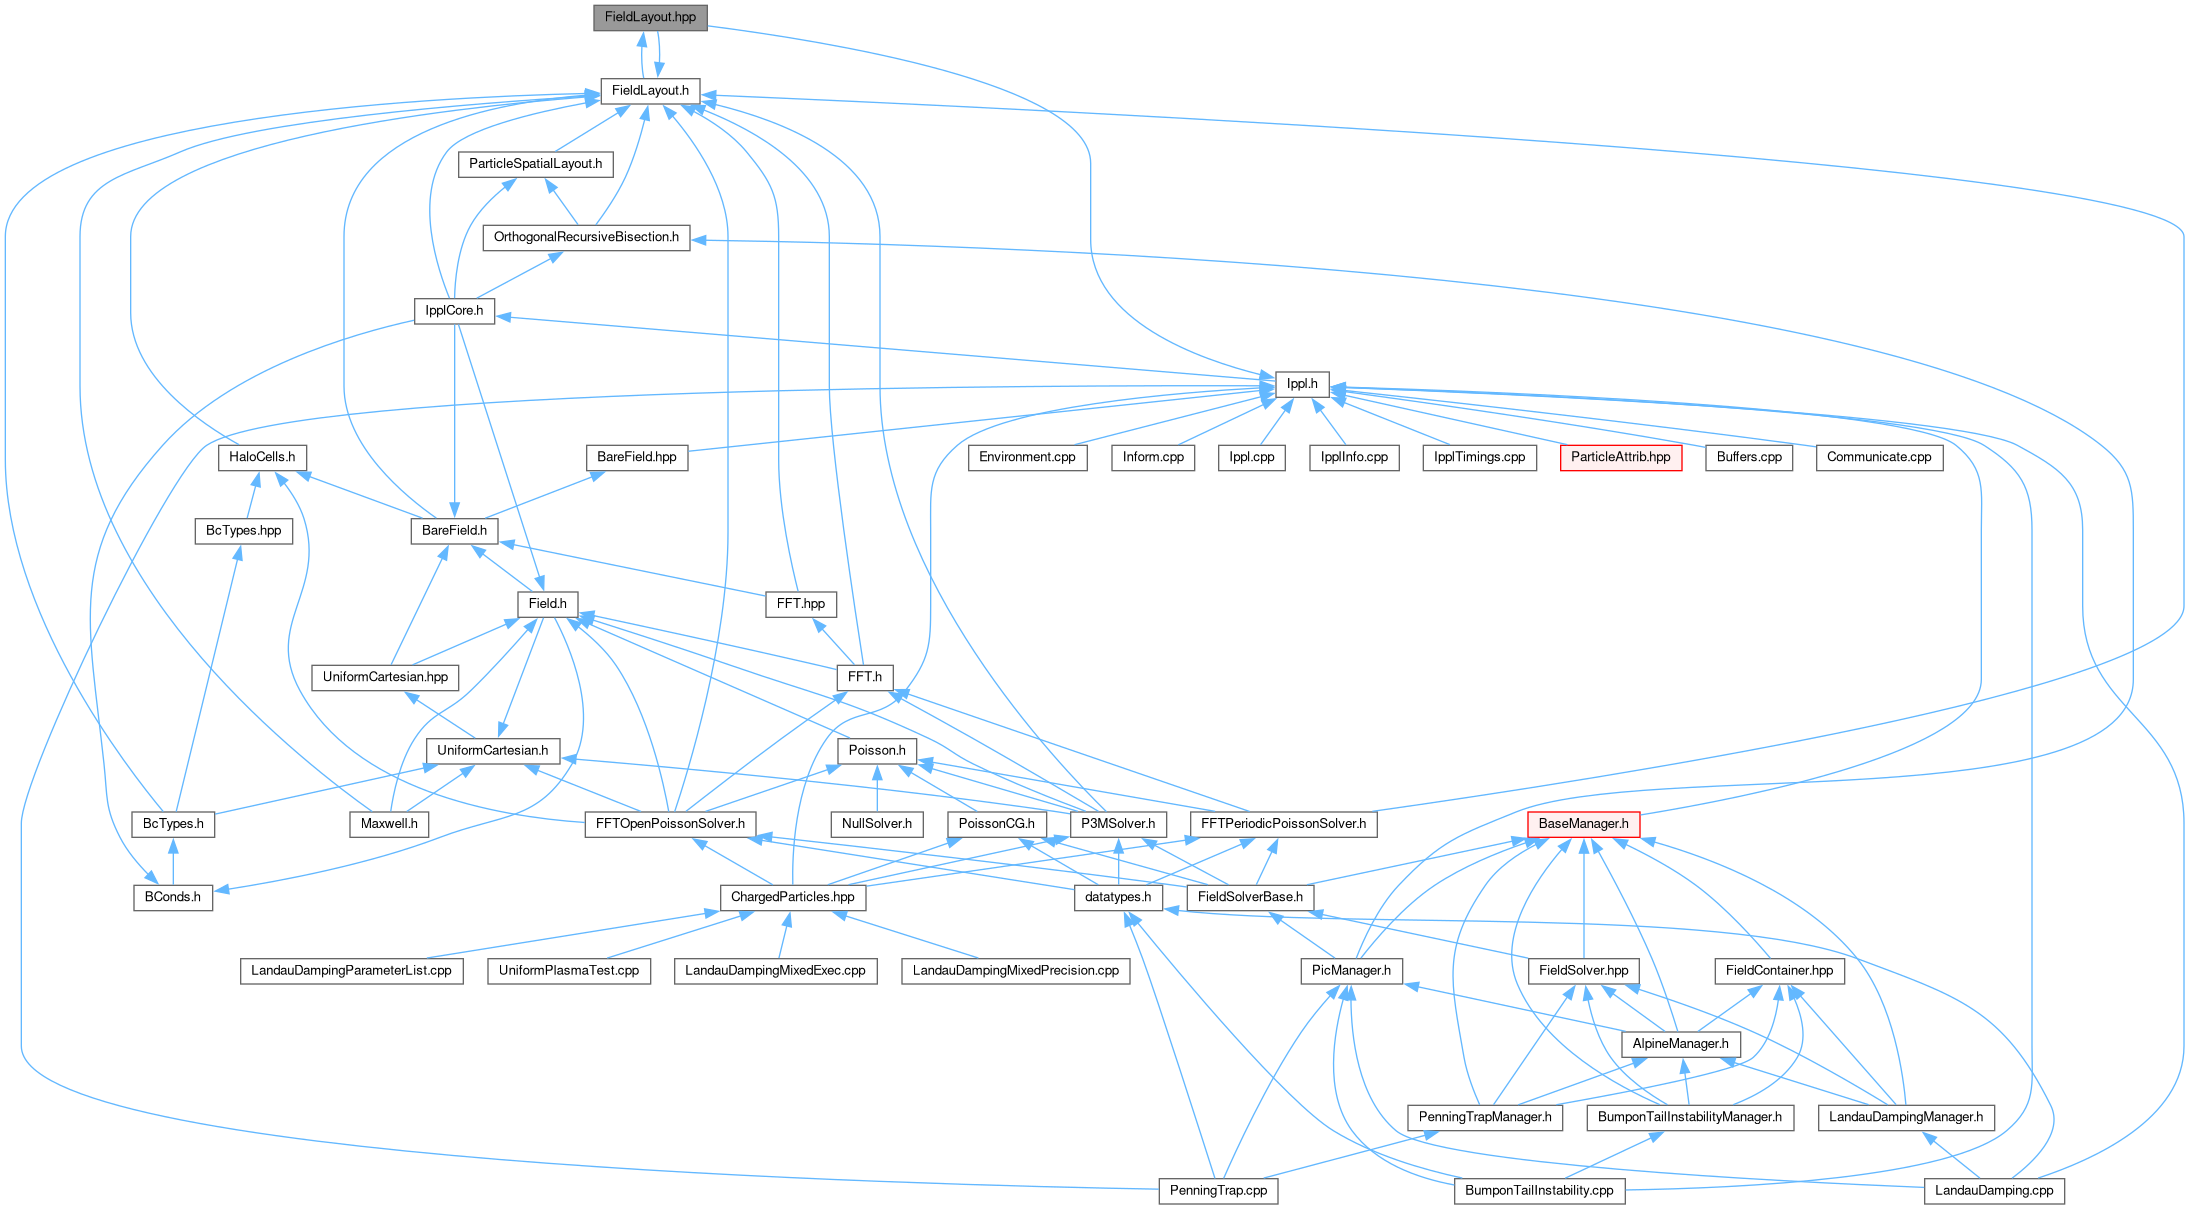 FieldLayout.hpp
FieldLayout.h
ParticleSpatialLayout.h
OrthogonalRecursiveBisection.h
IpplCore.h
Ippl.h
HaloCells.h
BareField.hpp
Environment.cpp
Inform.cpp
Ippl.cpp
IpplInfo.cpp
IpplTimings.cpp
ParticleAttrib.hpp
Buffers.cpp
Communicate.cpp
BcTypes.hpp
BareField.h
Field.h
FFT.hpp
UniformCartesian.hpp
FFT.h
UniformCartesian.h
Poisson.h
BcTypes.h
Maxwell.h
FFTOpenPoissonSolver.h
NullSolver.h
PoissonCG.h
P3MSolver.h
FFTPeriodicPoissonSolver.h
BaseManager.h
BConds.h
ChargedParticles.hpp
datatypes.h
FieldSolverBase.h
LandauDampingParameterList.cpp
UniformPlasmaTest.cpp
LandauDampingMixedExec.cpp
LandauDampingMixedPrecision.cpp
PicManager.h
FieldSolver.hpp
FieldContainer.hpp
AlpineManager.h
PenningTrapManager.h
BumponTailInstabilityManager.h
LandauDampingManager.h
PenningTrap.cpp
BumponTailInstability.cpp
LandauDamping.cpp